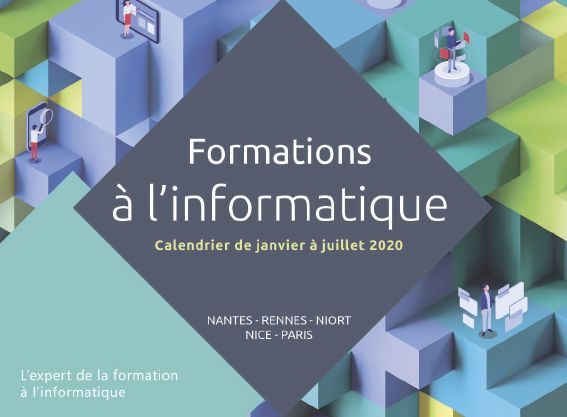 Formations
à l'informatique
Calendrier de janvier à juillet 2020
NANTES - RENNES - NIORT
NICE - PARIS
L'expert de la formation
à l'informatique